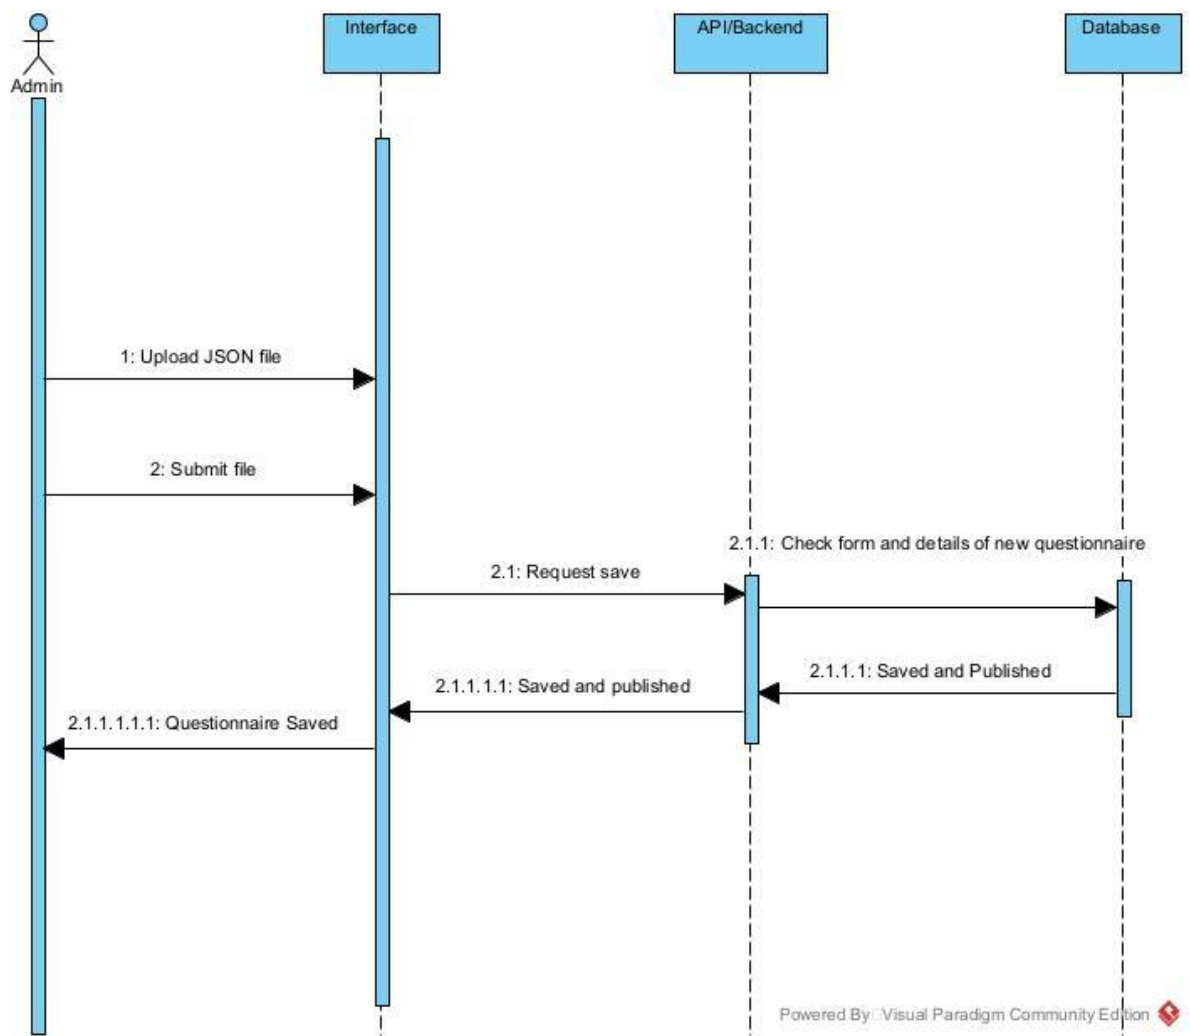 Interface
API/Backend
Database
Admin
1: Upload JSON file
2: Submit file
2.1.1: Check form and details of new questionnaire
2.1: Request save
2.1.1.1: Saved and Published
2.1.1.1.1: Saved and published
2.1.1.1.1.1: Questionnaire Saved
Powered By Visual Paradigm Community Edition